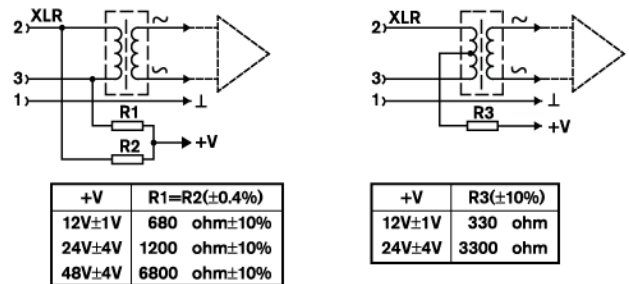 XLR
2
3
1
⊥
R1
R2
+V
+V R1=R2(±0.4%)
12V±1V 680 ohm±10%
24V±4V 1200 ohm±10%
48V±4V 6800 ohm±10%
XLR
2
3
1
⊥
R3
+V
+V R3(±10%)
12V±1V 330 ohm
24V±4V 3300 ohm